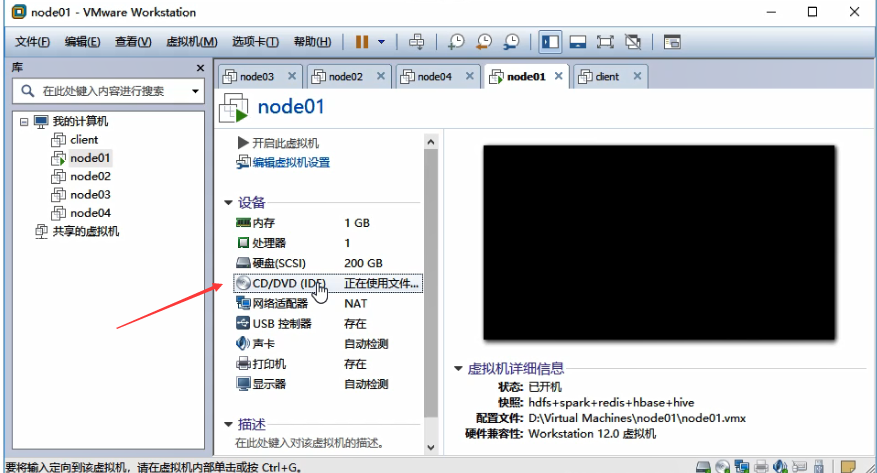 node01 - VMware Workstation
文件(F) 编辑(E) 查看(V) 虚拟机(M) 选项卡(T) 帮助(H)
库
在此处键入内容进行搜索
我的计算机
client
node01
node02
node03
node04
共享的虚拟机
node03 node02 node04 node01 client
node01
开启此虚拟机
编辑虚拟机设置
设备
内存 1 GB
处理器 1
硬盘(SCSI) 200 GB
CD/DVD (IDE) 正在使用文件...
网络适配器 NAT
USB 控制器 存在
声卡 自动检测
打印机 存在
显示器 自动检测
描述
在此处键入对该虚拟机的描述。
虚拟机详细信息
状态: 已开机
快照: hdfs+spark+redis+hbase+hive
配置文件: D:\Virtual Machines\node01\node01.vmx
硬件兼容性: Workstation 12.0 虚拟机
要将输入定向到该虚拟机，请在虚拟机内部单击或按 Ctrl+G。